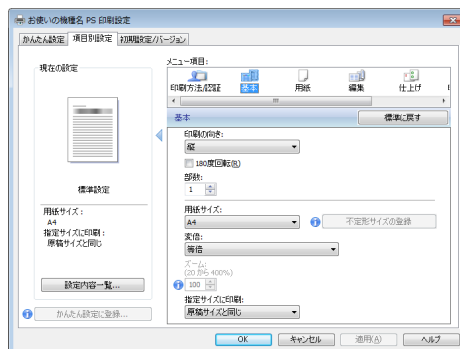 お使いの機種名 PS 印刷設定
かんたん設定 項目別設定 初期設定/バージョン
現在の設定
標準設定
用紙サイズ :
A4
指定サイズに印刷 :
原稿サイズと同じ
設定内容一覧...
かんたん設定に登録...
メニュー項目:
印刷方法/認証 基本 用紙 編集 仕上げ
基本 標準に戻す
印刷の向き:
縦
180度回転(R)
部数:
1
用紙サイズ:
A4 不定形サイズの登録
変倍:
等倍
ズーム:
(20 から 400%)
100
指定サイズに印刷:
原稿サイズと同じ
OK キャンセル 適用(A) ヘルプ